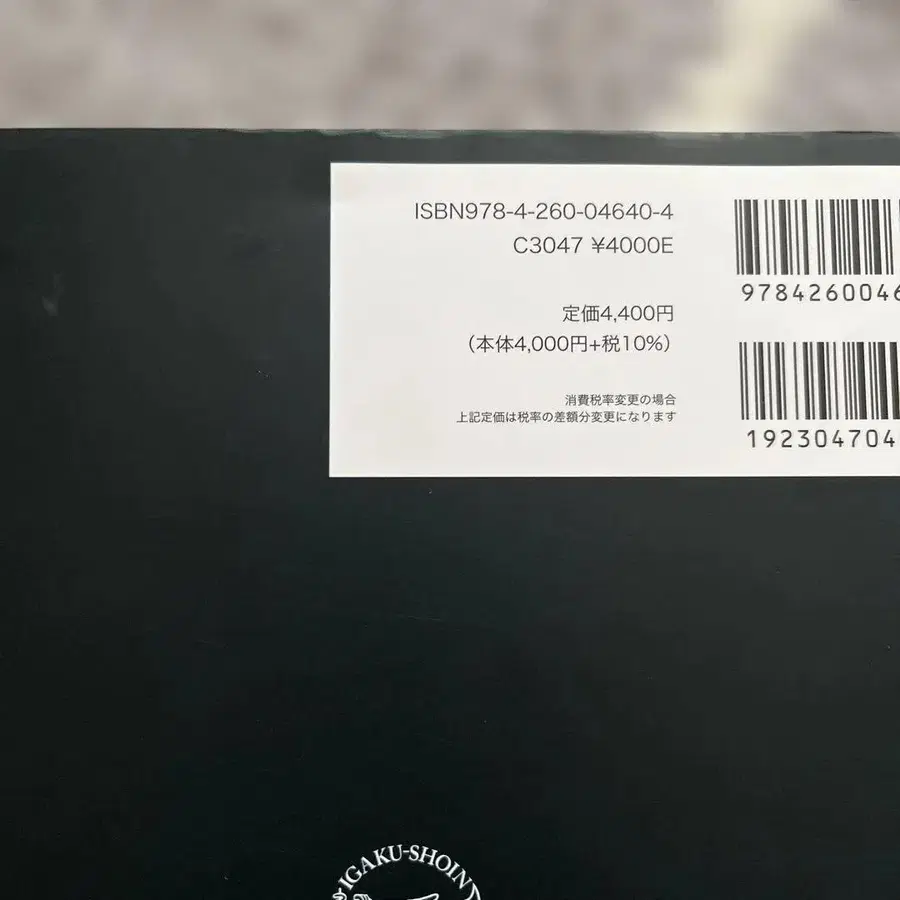 ISBN978-4-260-04640-4
C3047 ¥4000E
定価4,400円
（本体4,000円+税10%）
消費税率変更の場合
上記定価は税率の差額分変更になります
978426004
192304704
IGAKU-SHOIN